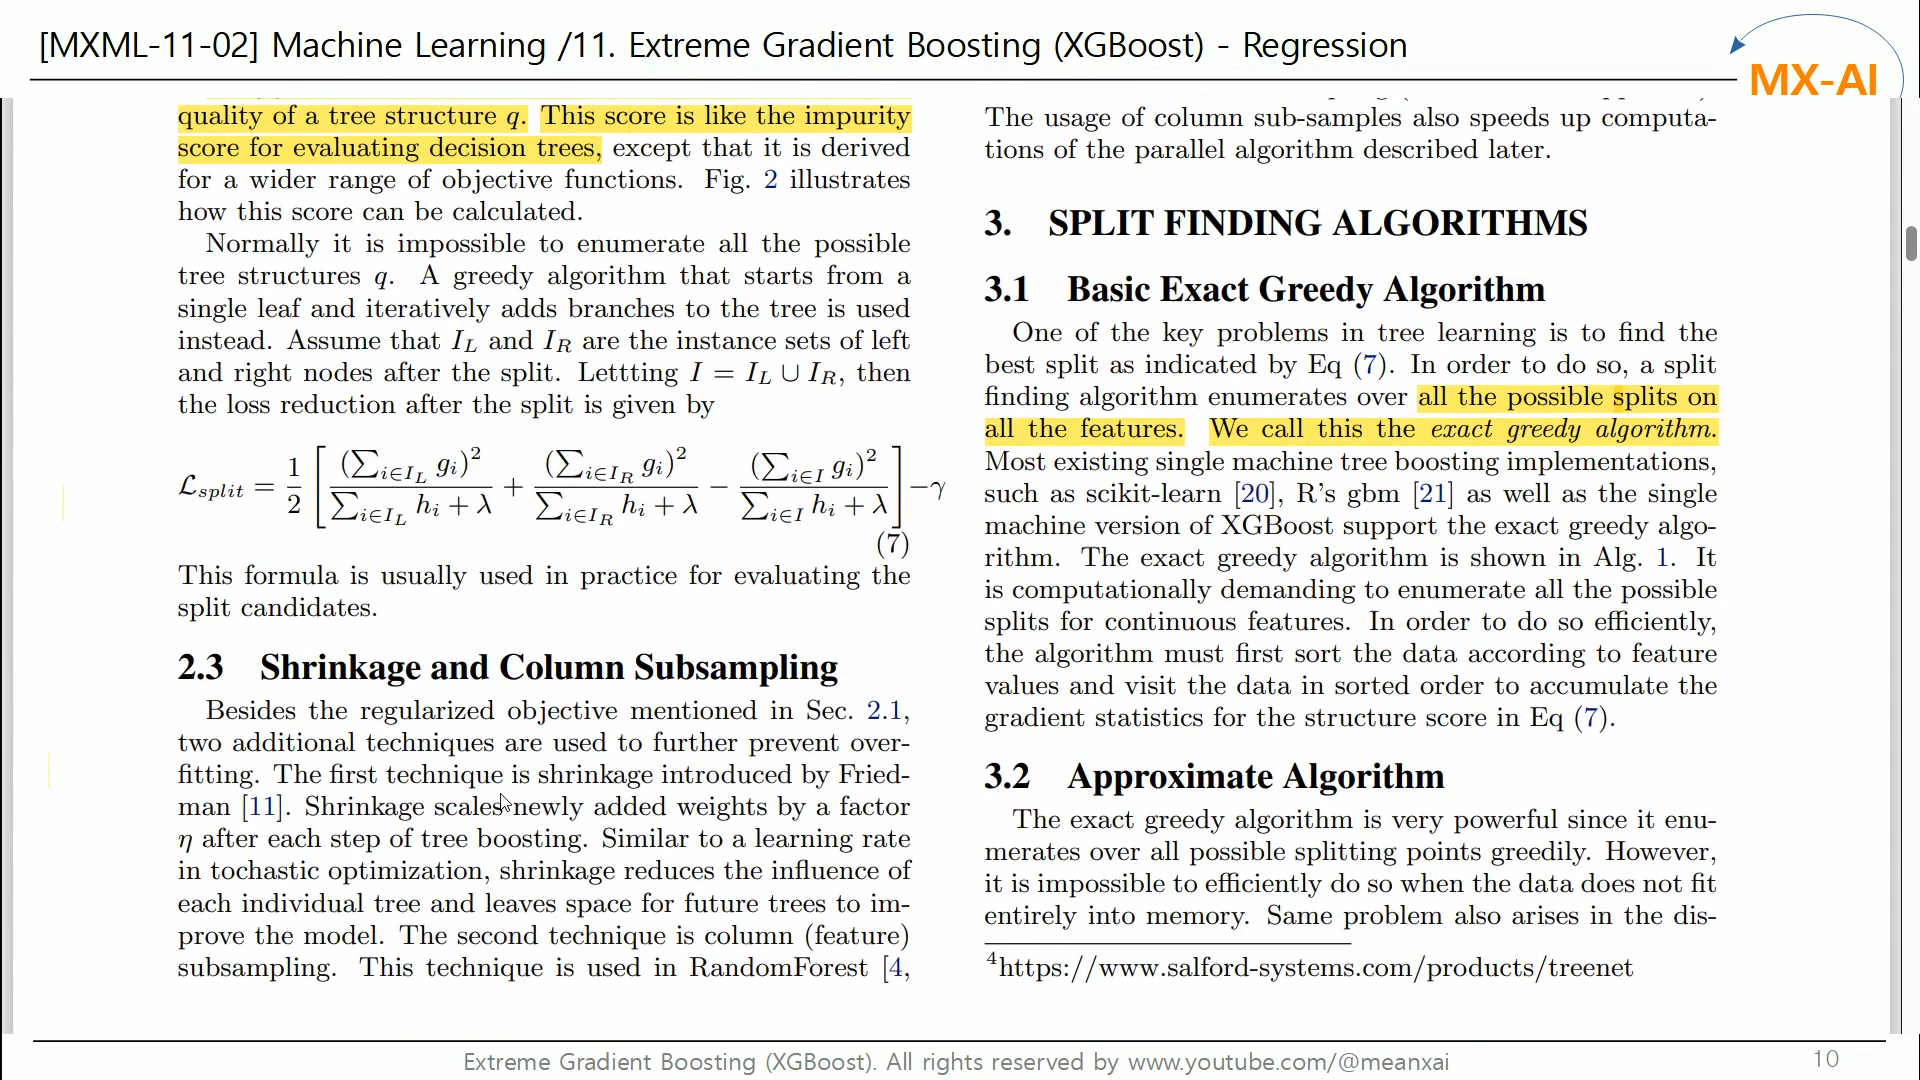 [MXML-11-02] Machine Learning /11. Extreme Gradient Boosting (XGBoost) - Regression
MX-AI
quality of a tree structure q. This score is like the impurity
score for evaluating decision trees, except that it is derived
for a wider range of objective functions. Fig. 2 illustrates
how this score can be calculated.
Normally it is impossible to enumerate all the possible
tree structures q. A greedy algorithm that starts from a
single leaf and iteratively adds branches to the tree is used
instead. Assume that I_L and I_R are the instance sets of left
and right nodes after the split. Lettting I = I_L ∪ I_R, then
the loss reduction after the split is given by
ℒ_split = 1/2 [ (∑_{i∈I_L} g_i)² / (∑_{i∈I_L} h_i + λ) + (∑_{i∈I_R} g_i)² / (∑_{i∈I_R} h_i + λ) − (∑_{i∈I} g_i)² / (∑_{i∈I} h_i + λ) ] − γ
(7)
This formula is usually used in practice for evaluating the
split candidates.
2.3 Shrinkage and Column Subsampling
Besides the regularized objective mentioned in Sec. 2.1,
two additional techniques are used to further prevent over-
fitting. The first technique is shrinkage introduced by Fried-
man [11]. Shrinkage scales newly added weights by a factor
η after each step of tree boosting. Similar to a learning rate
in tochastic optimization, shrinkage reduces the influence of
each individual tree and leaves space for future trees to im-
prove the model. The second technique is column (feature)
subsampling. This technique is used in RandomForest [4,
The usage of column sub-samples also speeds up computa-
tions of the parallel algorithm described later.
3. SPLIT FINDING ALGORITHMS
3.1 Basic Exact Greedy Algorithm
One of the key problems in tree learning is to find the
best split as indicated by Eq (7). In order to do so, a split
finding algorithm enumerates over all the possible splits on
all the features. We call this the exact greedy algorithm.
Most existing single machine tree boosting implementations,
such as scikit-learn [20], R's gbm [21] as well as the single
machine version of XGBoost support the exact greedy algo-
rithm. The exact greedy algorithm is shown in Alg. 1. It
is computationally demanding to enumerate all the possible
splits for continuous features. In order to do so efficiently,
the algorithm must first sort the data according to feature
values and visit the data in sorted order to accumulate the
gradient statistics for the structure score in Eq (7).
3.2 Approximate Algorithm
The exact greedy algorithm is very powerful since it enu-
merates over all possible splitting points greedily. However,
it is impossible to efficiently do so when the data does not fit
entirely into memory. Same problem also arises in the dis-
4https://www.salford-systems.com/products/treenet
Extreme Gradient Boosting (XGBoost). All rights reserved by www.youtube.com/@meanxai
10